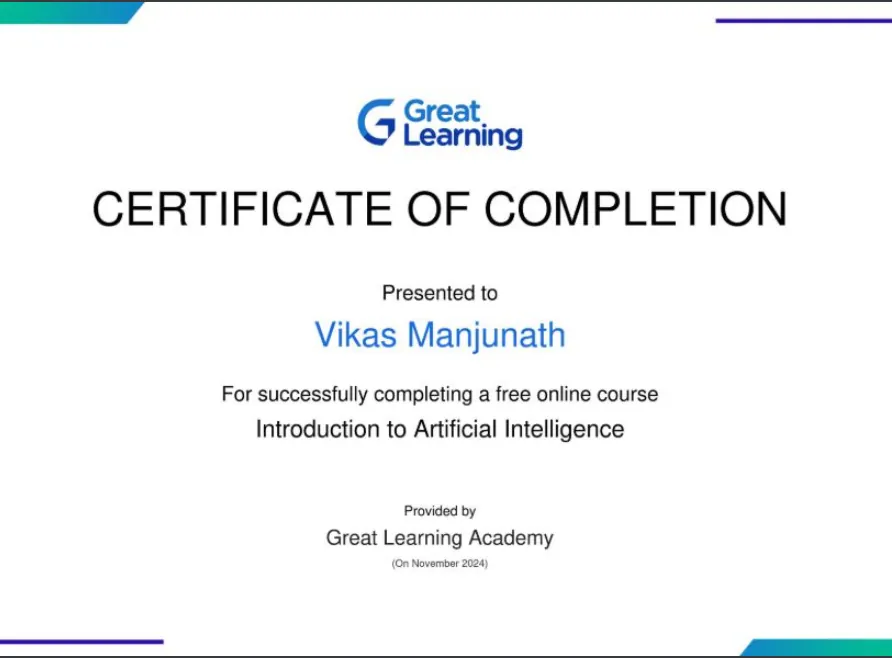 Great
Learning
CERTIFICATE OF COMPLETION
Presented to
Vikas Manjunath
For successfully completing a free online course
Introduction to Artificial Intelligence
Provided by
Great Learning Academy
(On November 2024)